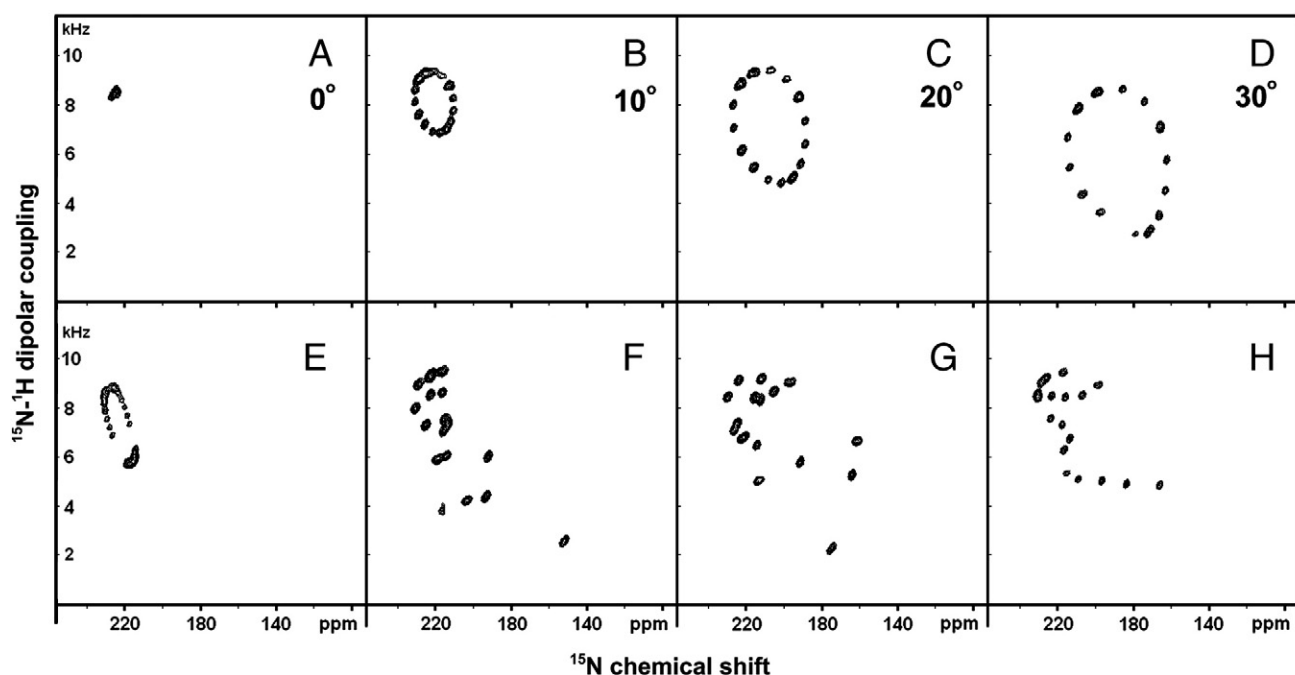 kHz
A
B
C
D
0°
10°
20°
30°
10
8
6
4
2
kHz
E
F
G
H
10
8
6
4
2
220 180 140 ppm
220 180 140 ppm
220 180 140 ppm
220 180 140 ppm
¹⁵N-¹H dipolar coupling
¹⁵N chemical shift